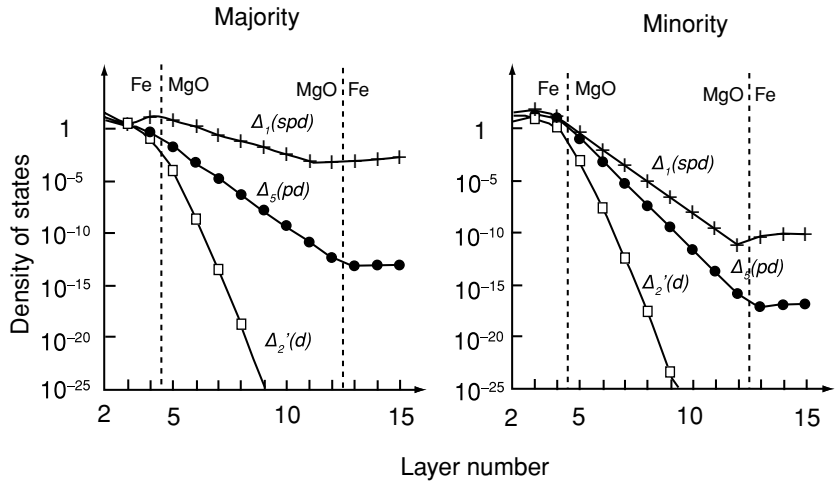 Majority
Minority
Fe MgO MgO Fe
Fe MgO MgO Fe
Density of states
1
10⁻⁵
10⁻¹⁰
10⁻¹⁵
10⁻²⁰
10⁻²⁵
Δ₁(spd)
Δ₅(pd)
Δ₂'(d)
2 5 10 15
1
10⁻⁵
10⁻¹⁰
10⁻¹⁵
10⁻²⁰
10⁻²⁵
Δ₁(spd)
Δ₅(pd)
Δ₂'(d)
2 5 10 15
Layer number